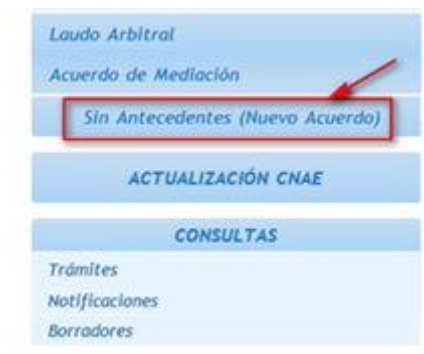 Laudo Arbitral
Acuerdo de Mediación
Sin Antecedentes (Nuevo Acuerdo)
ACTUALIZACIÓN CNAE
CONSULTAS
Trámites
Notificaciones
Borradores